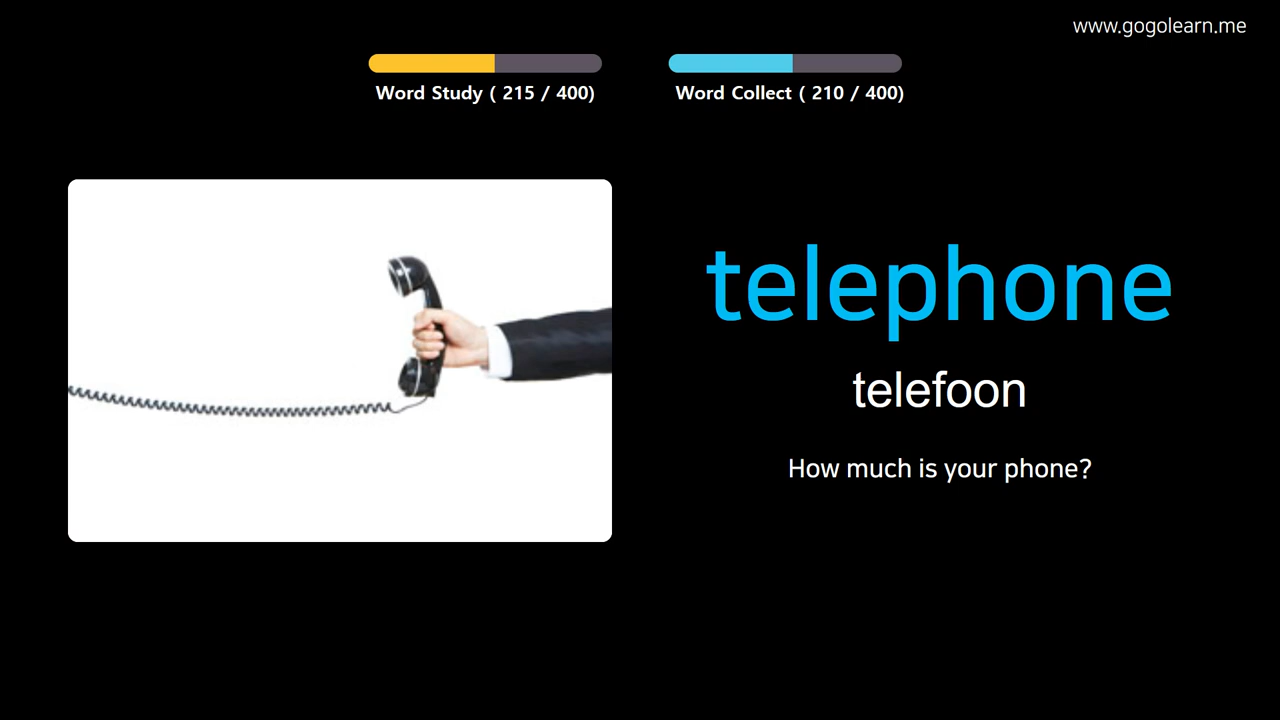 www.gogolearn.me
Word Study ( 215 / 400)
Word Collect ( 210 / 400)
telephone
telefoon
How much is your phone?